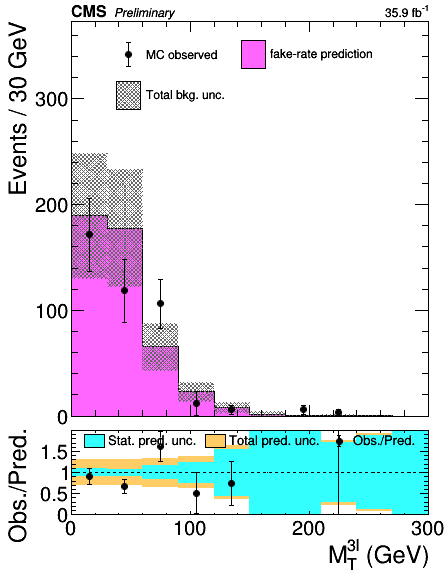 CMS Preliminary 35.9 fb⁻¹
Events / 30 GeV
MC observed fake-rate prediction
Total bkg. unc.
300
200
100
0
Obs./Pred.
Stat. pred. unc. Total pred. unc. Obs./Pred.
1.5
1
0.5
0
0 100 200 300
M_T^{3l} (GeV)